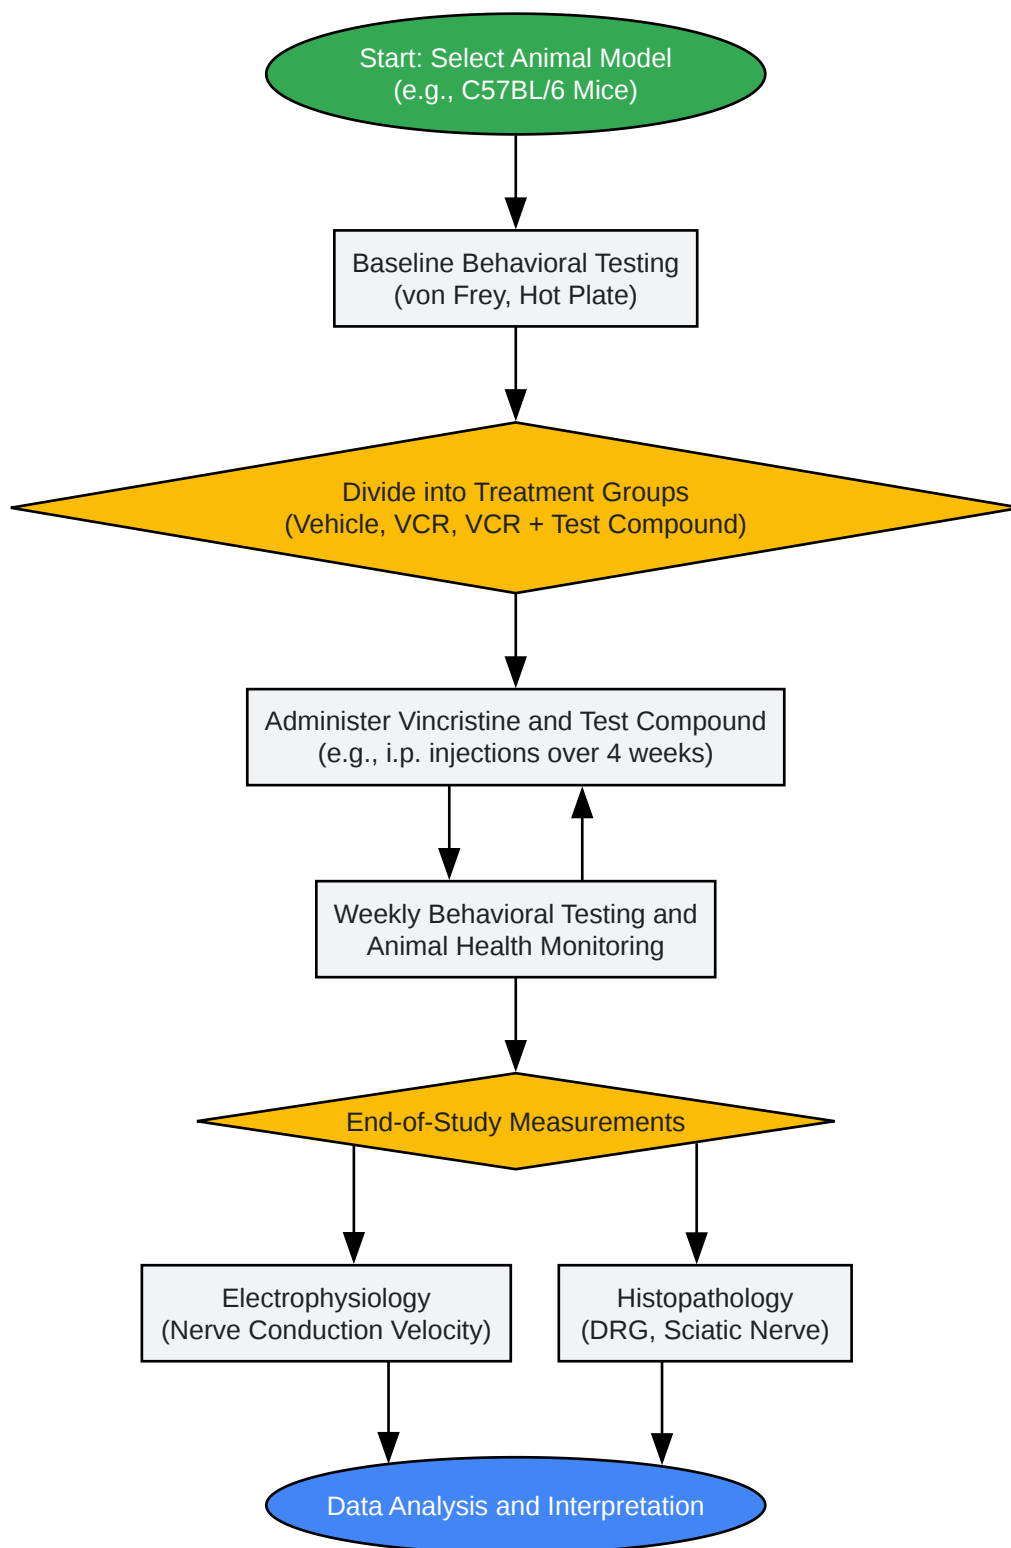 Start: Select Animal Model
(e.g., C57BL/6 Mice)
Baseline Behavioral Testing
(von Frey, Hot Plate)
Divide into Treatment Groups
(Vehicle, VCR, VCR + Test Compound)
Administer Vincristine and Test Compound
(e.g., i.p. injections over 4 weeks)
Weekly Behavioral Testing and
Animal Health Monitoring
End-of-Study Measurements
Electrophysiology
(Nerve Conduction Velocity)
Histopathology
(DRG, Sciatic Nerve)
Data Analysis and Interpretation